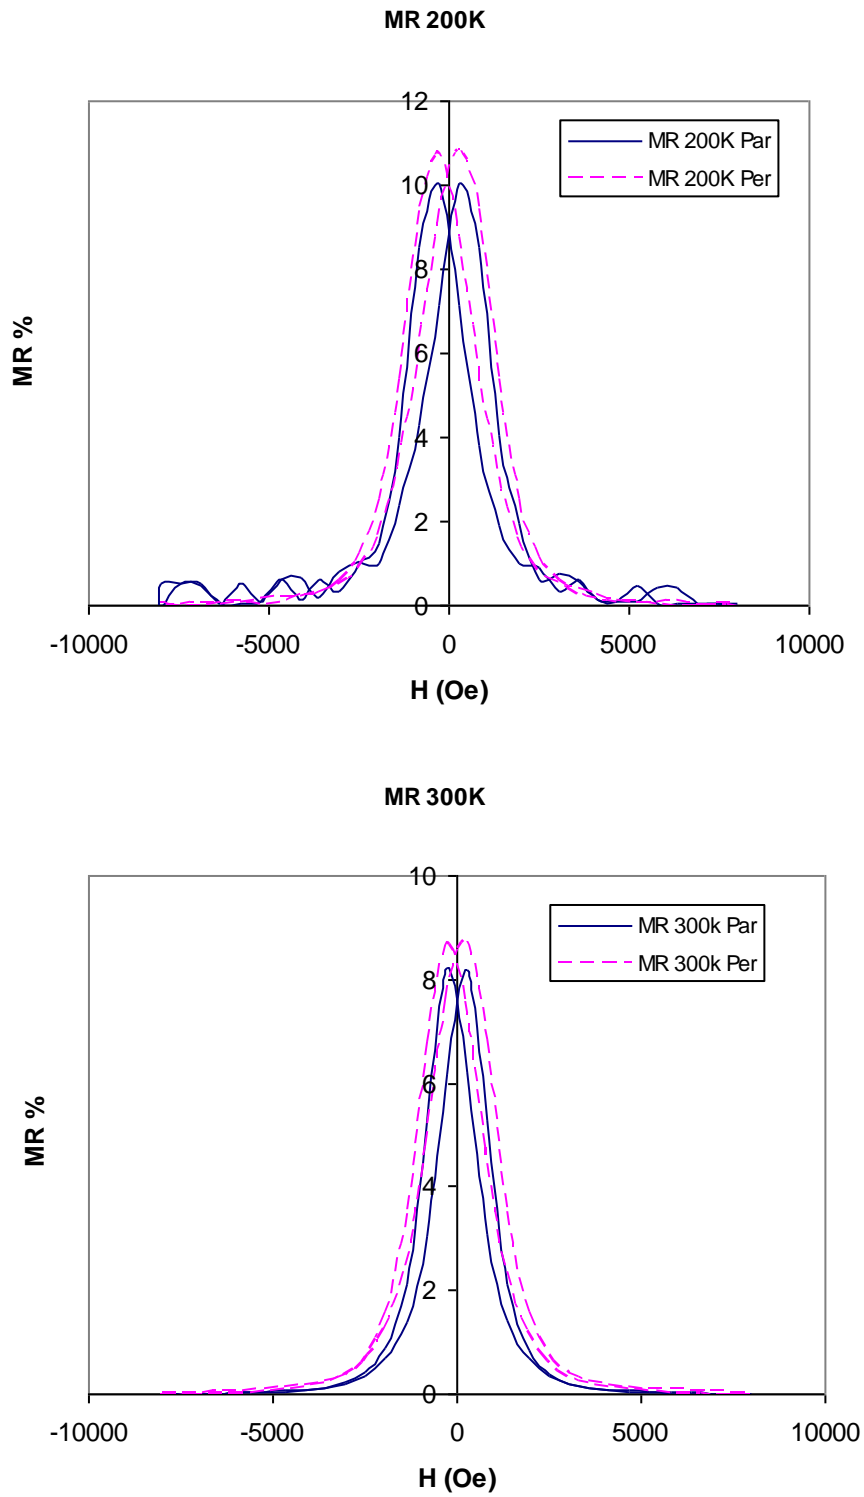 MR 200K
12
MR 200K Par
MR 200K Per
10
8
MR %
6
4
2
0
-10000 -5000 0 5000 10000
H (Oe)
MR 300K
10
MR 300k Par
MR 300k Per
8
6
MR %
4
2
0
-10000 -5000 0 5000 10000
H (Oe)